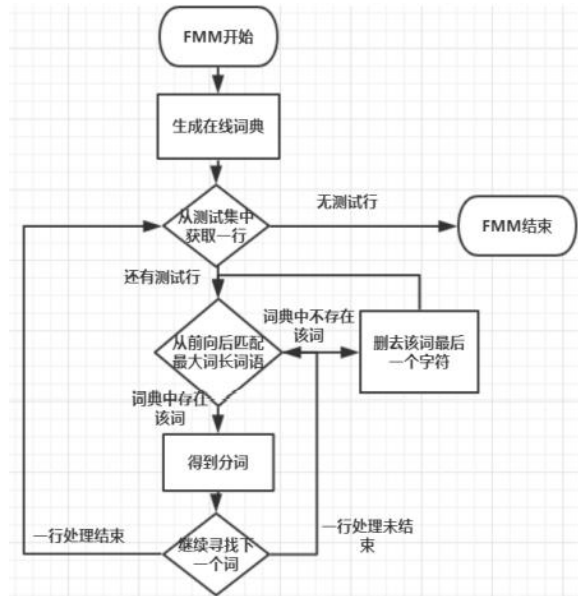 FMM开始
生成在线词典
从测试集中
获取一行
无测试行
FMM结束
还有测试行
从前向后匹配
最大词长词语
词典中不存在
该词
删去该词最后
一个字符
词典中存在
该词
得到分词
继续寻找下
一个词
一行处理结束
一行处理未结
束